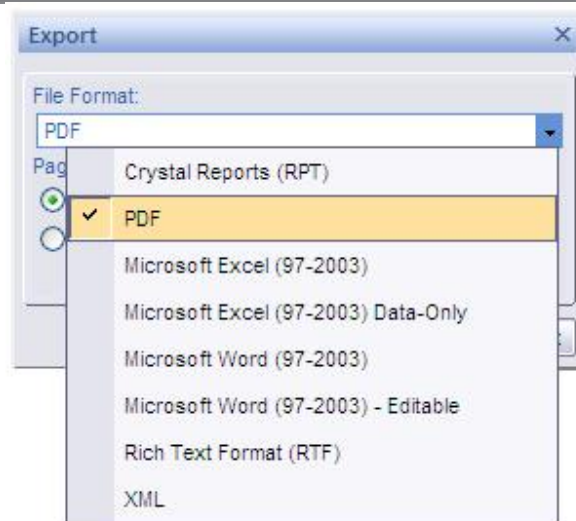 Export
File Format:
PDF
Pag
Crystal Reports (RPT)
PDF
Microsoft Excel (97-2003)
Microsoft Excel (97-2003) Data-Only
Microsoft Word (97-2003)
Microsoft Word (97-2003) - Editable
Rich Text Format (RTF)
XML